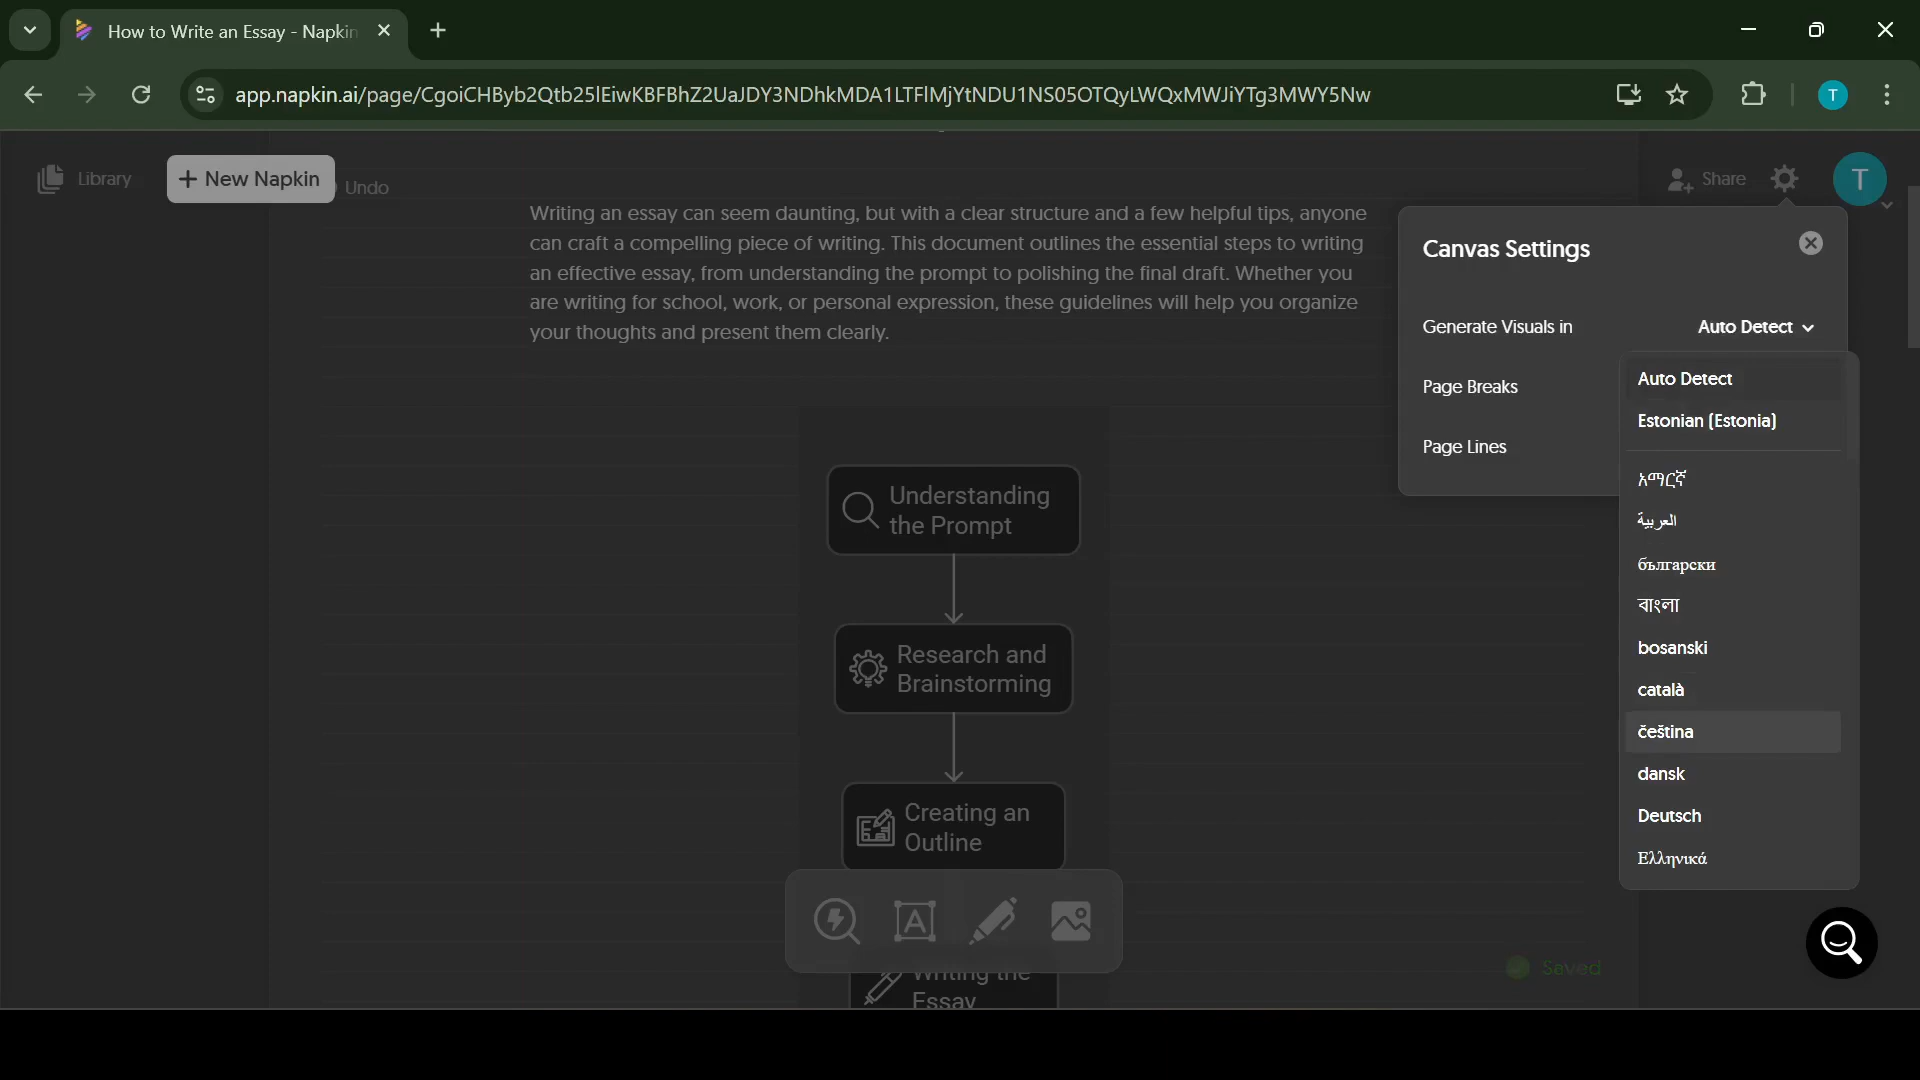 How to Write an Essay - Napkin
app.napkin.ai/page/CgoiCHByb2Qtb25lEiwKBFBhZ2UaJDY3NDhkMDA1LTFlMjYtNDU1NS05OTQyLWQxMWJiYTg3MWY5Nw
T
Library
+ New Napkin
Undo
Share
T
Writing an essay can seem daunting, but with a clear structure and a few helpful tips, anyone
can craft a compelling piece of writing. This document outlines the essential steps to writing
an effective essay, from understanding the prompt to polishing the final draft. Whether you
are writing for school, work, or personal expression, these guidelines will help you organize
your thoughts and present them clearly.
Canvas Settings
Generate Visuals in
Auto Detect
Page Breaks
Page Lines
Auto Detect
Estonian (Estonia)
አማርኛ
العربية
български
বাংলা
bosanski
català
čeština
dansk
Deutsch
Ελληνικά
Understanding
the Prompt
Research and
Brainstorming
Creating an
Outline
A
Writing the
Essay
Saved